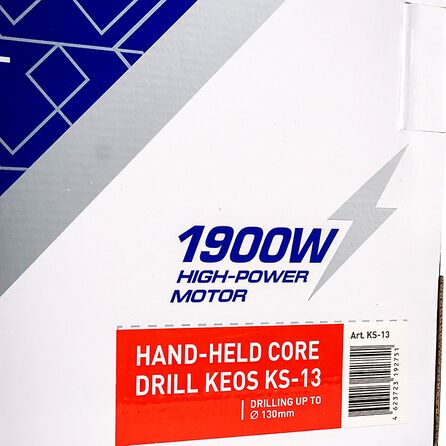 1900W
HIGH-POWER
MOTOR
HAND-HELD CORE
DRILL KEOS KS-13
DRILLING UP TO
Ø 130mm
Art. KS-13
4 623723 192751